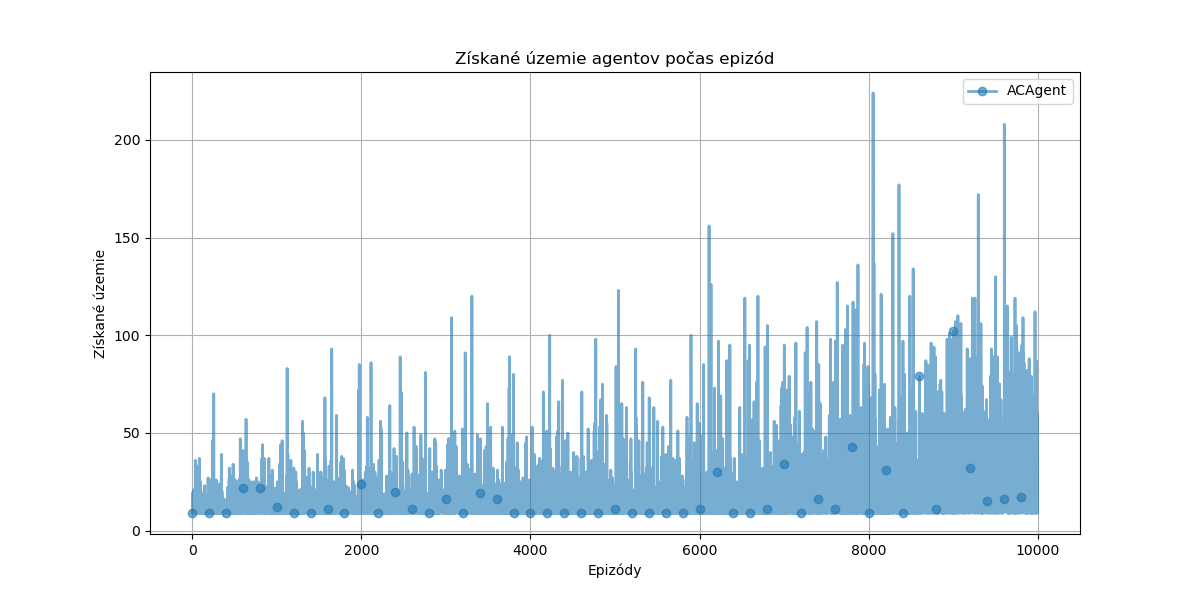 Získané územie agentov počas epizód
ACAgent
200
150
100
50
0
Získané územie
0 2000 4000 6000 8000 10000
Epizódy